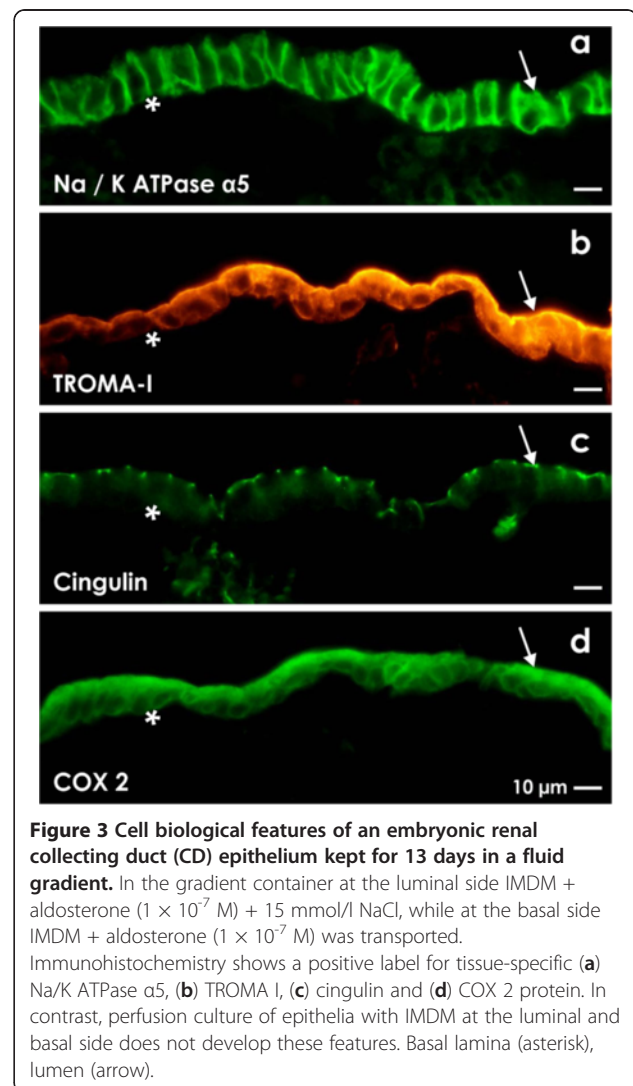 a
Na / K ATPase α5
b
TROMA-I
c
Cingulin
d
COX 2
10 µm
Figure 3 Cell biological features of an embryonic renal
collecting duct (CD) epithelium kept for 13 days in a fluid
gradient. In the gradient container at the luminal side IMDM +
aldosterone (1 × 10⁻⁷ M) + 15 mmol/l NaCl, while at the basal side
IMDM + aldosterone (1 × 10⁻⁷ M) was transported.
Immunohistochemistry shows a positive label for tissue-specific (a)
Na/K ATPase α5, (b) TROMA I, (c) cingulin and (d) COX 2 protein. In
contrast, perfusion culture of epithelia with IMDM at the luminal and
basal side does not develop these features. Basal lamina (asterisk),
lumen (arrow).